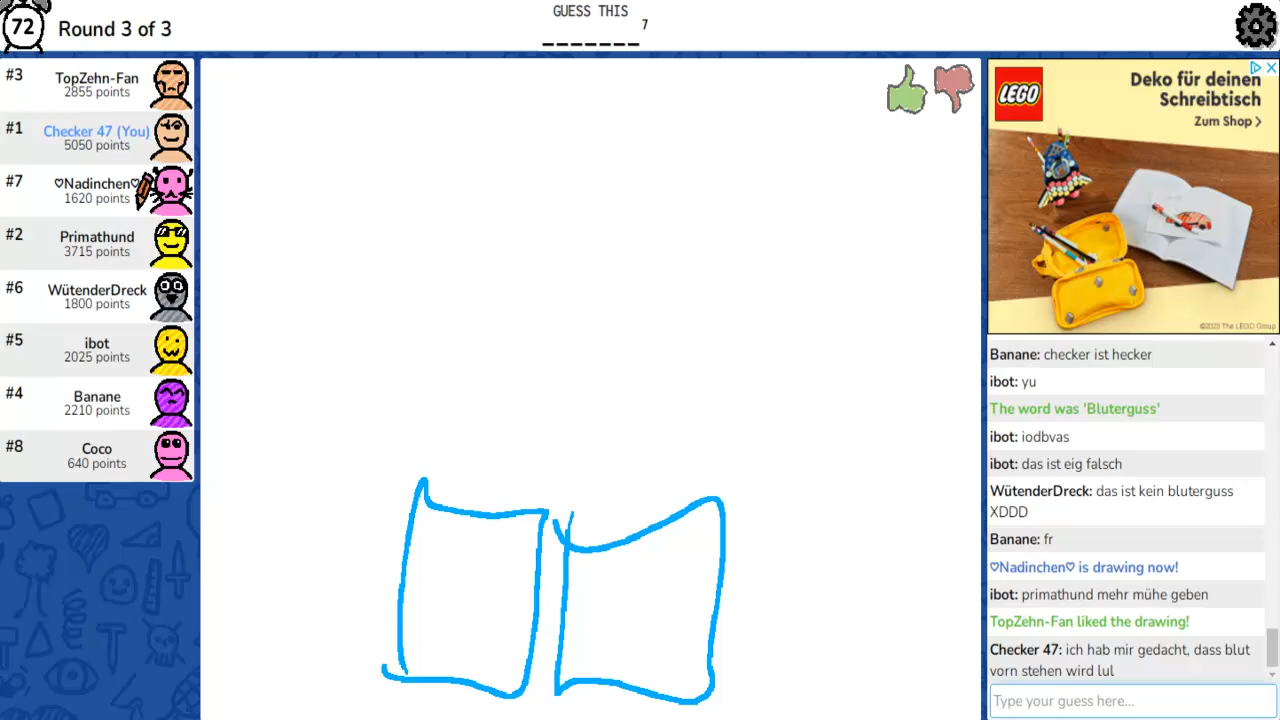 72
Round 3 of 3
GUESS THIS
_______ 7
#3
TopZehn-Fan
2855 points
#1
Checker 47 (You)
5050 points
#7
♡Nadinchen♡
1620 points
#2
Primathund
3715 points
#6
WütenderDreck
1800 points
#5
ibot
2025 points
#4
Banane
2210 points
#8
Coco
640 points
LEGO
Deko für deinen
Schreibtisch
Zum Shop >
©2023 The LEGO Group
Banane: checker ist hecker
ibot: yu
The word was 'Bluterguss'
ibot: iodbvas
ibot: das ist eig falsch
WütenderDreck: das ist kein bluterguss
XDDD
Banane: fr
♡Nadinchen♡ is drawing now!
ibot: primathund mehr mühe geben
TopZehn-Fan liked the drawing!
Checker 47: ich hab mir gedacht, dass blut
vorn stehen wird lul
Type your guess here...